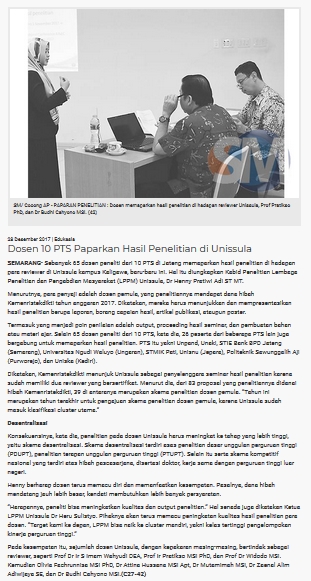 SM
SM/ Cocong AP - PAPARAN PENELITIAN : Dosen memaparkan hasil penelitian di hadapan reviewer Unissula, Prof Pratikso
PhD, dan Dr Budi Cahyono MSi. (42)
28 Desember 2017 | Edukasia
Dosen 10 PTS Paparkan Hasil Penelitian di Unissula
SEMARANG- Sebanyak 65 dosen peneliti dari 10 PTS di Jateng memaparkan hasil penelitian di hadapan
para reviewer di Unissula kampus Kaligawe, baru-baru ini. Hal itu diungkapkan Kabid Penelitian Lembaga
Penelitian dan Pengabdian Masyarakat (LPPM) Unissula, Dr Henny Pratiwi Adi ST MT.
Menurutnya, para penyaji adalah dosen pemula, yang penelitiannya mendapat dana hibah
Kemenristekdikti tahun anggaran 2017. Dikatakan, mereka harus menunjukkan dan mempresentasikan
hasil penelitian berupa laporan, borang capaian hasil, artikel publikasi, ataupun poster.
Termasuk yang menjadi poin penilaian adalah output, proceeding hasil seminar, dan pembuatan bahan
atau materi ajar. Selain 65 dosen peneliti dari 10 PTS, kata dia, 26 peserta dari beberapa PTS lain juga
bergabung untuk memaparkan hasil penelitian. PTS itu yakni Unpand, Unaki, STIE Bank BPD Jateng
(Semarang), Universitas Ngudi Waluyo (Ungaran), STMIK Pati, Unisnu (Jepara), Politeknik Sawunggalih Aji
(Purworejo), dan Uniska (Kediri).
Dikatakan, Kemenristekdikti menunjuk Unissula sebagai penyelenggara seminar hasil penelitian karena
sudah memiliki dua reviewer yang bersertifikat. Menurut dia, dari 83 proposal yang penelitiannya didanai
hibah Kemenristekdikti, 39 di antaranya merupakan skema penelitian dosen pemula. "Tahun ini
merupakan tahun terakhir untuk pengajuan skema penelitian dosen pemula, karena Unissula sudah
masuk klasifikasi cluster utama."
Desentralisasi
Konsekuensinya, kata dia, penelitian pada dosen Unissula harus meningkat ke tahap yang lebih tinggi,
yaitu skema desentralisasi. Skema desentralisasi terdiri atas penelitian dasar unggulan perguruan tinggi
(PDUPT), penelitian terapan unggulan perguruan tinggi (PTUPT). Selain itu serta skema kompetitif
nasional yang terdiri atas hibah pascasarjana, disertasi doktor, kerja sama dengan perguruan tinggi luar
negeri.
Henny berharap dosen terus memacu diri dan memanfaatkan kesempatan. Pasalnya, dana hibah
mendatang jauh lebih besar, kendati membutuhkan lebih banyak persyaratan.
"Harapannya, peneliti bisa meningkatkan kualitas dan output penelitian." Hal senada juga dikatakan Ketua
LPPM Unissula Dr Heru Sulistyo. Pihaknya akan terus memacu peningkatan kualitas hasil penelitian para
dosen. "Target kami ke depan, LPPM bisa naik ke cluster mandiri, yakni kelas tertinggi pengelompokan
kinerja perguruan tinggi."
Pada kesempatan itu, sejumlah dosen Unissula, dengan kepakaran masing-masing, bertindak sebagai
reviewer, seperti Prof Dr Ir S Imam Wahyudi DEA, Prof Ir Pratikso MSt PhD, dan Prof Dr Widodo MSi.
Kemudian Olivia Fachrunnisa MSi PhD, Dr Attina Hussana MSi Apt, Dr Mutamimah MSi, Dr Zaenal Alim
Adiwijaya SE, dan Dr Budhi Cahyono MSi.(C27-42)